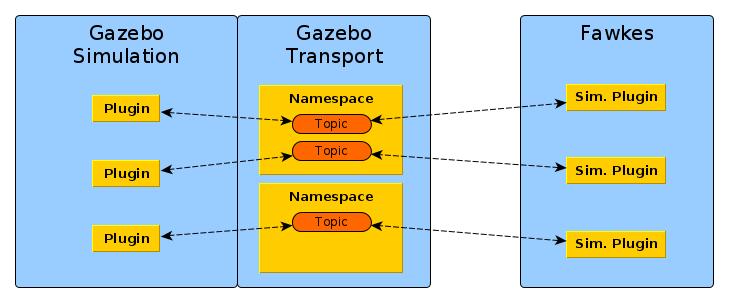 Gazebo
Simulation
Plugin
Plugin
Plugin
Gazebo
Transport
Namespace
Topic
Topic
Namespace
Topic
Fawkes
Sim. Plugin
Sim. Plugin
Sim. Plugin